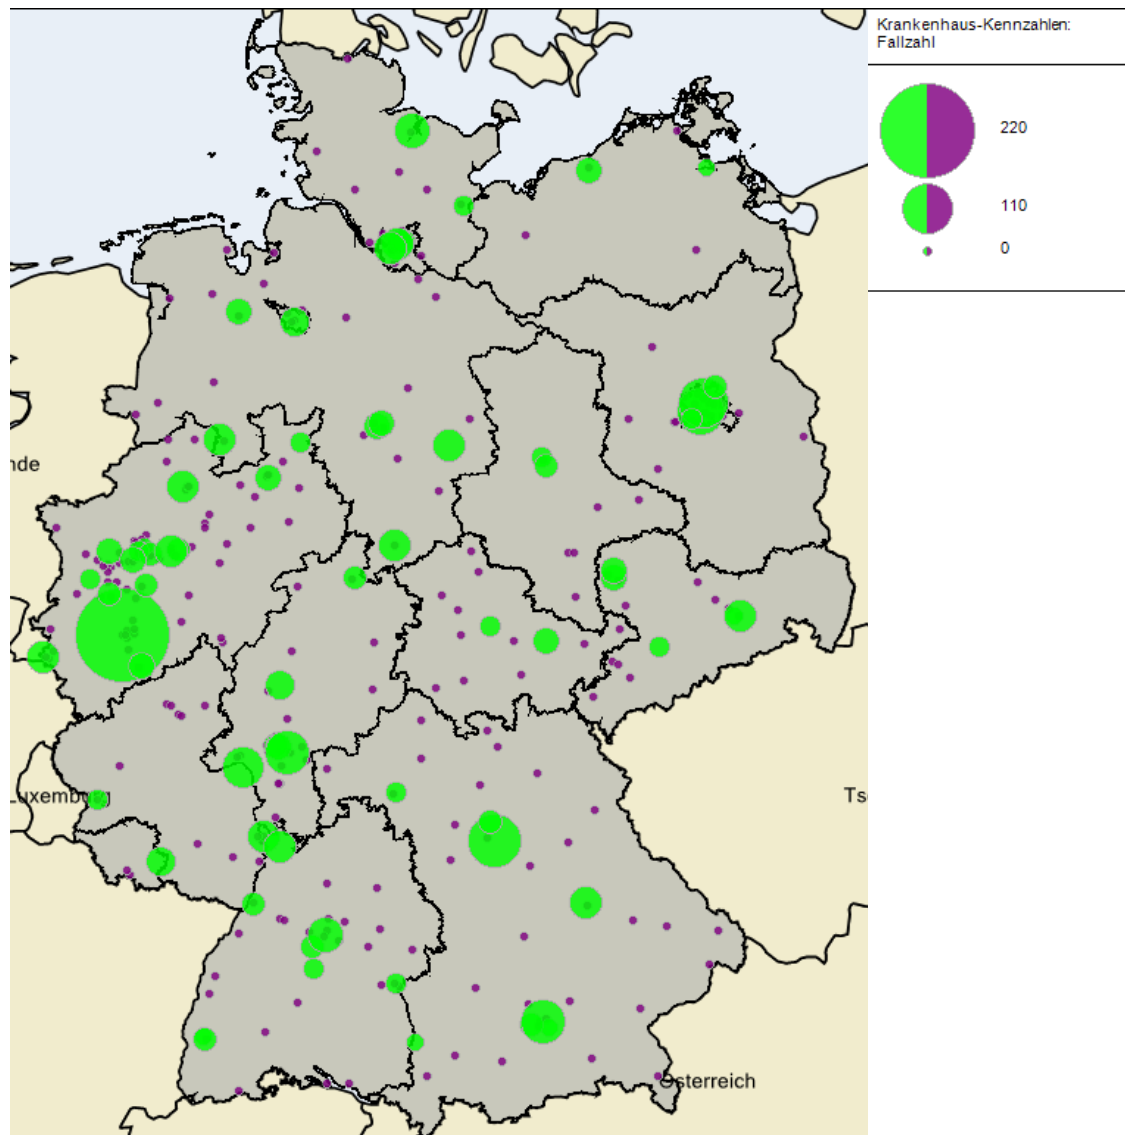 Krankenhaus-Kennzahlen:
Fallzahl
220
110
0
nde
Luxemburg
Ts
Österreich